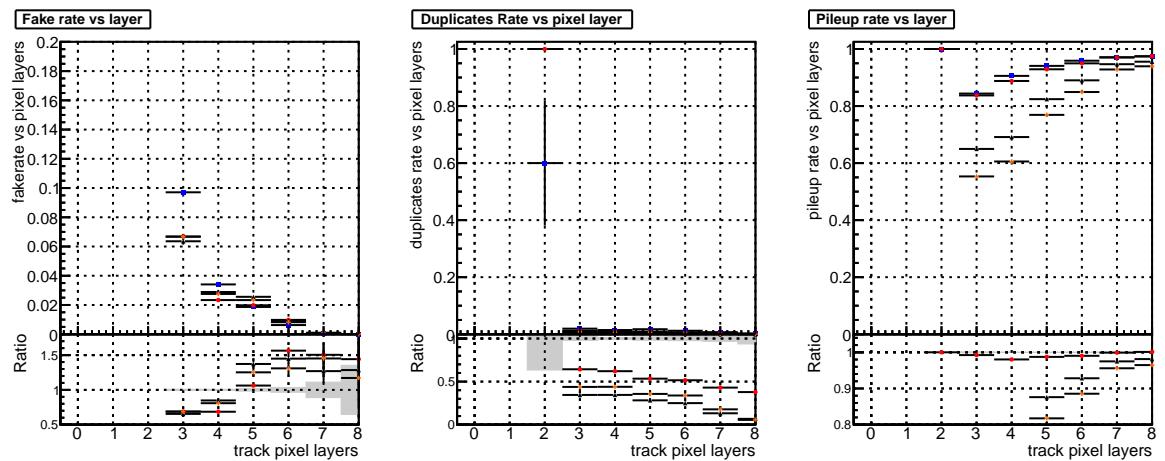 Fake rate vs layer
fakerate vs pixel layers
0.2
0.18
0.16
0.14
0.12
0.1
0.08
0.06
0.04
0.02
0
Ratio
1.5
1
0.5
0 1 2 3 4 5 6 7 8
track pixel layers
Duplicates Rate vs pixel layer
duplicates rate vs pixel layers
1
0.8
0.6
0.4
0.2
0
Ratio
1
0.5
0
0 1 2 3 4 5 6 7 8
track pixel layers
Pileup rate vs layer
pileup rate vs pixel layers
1
0.8
0.6
0.4
0.2
0
Ratio
1
0.9
0.8
0 1 2 3 4 5 6 7 8
track pixel layers